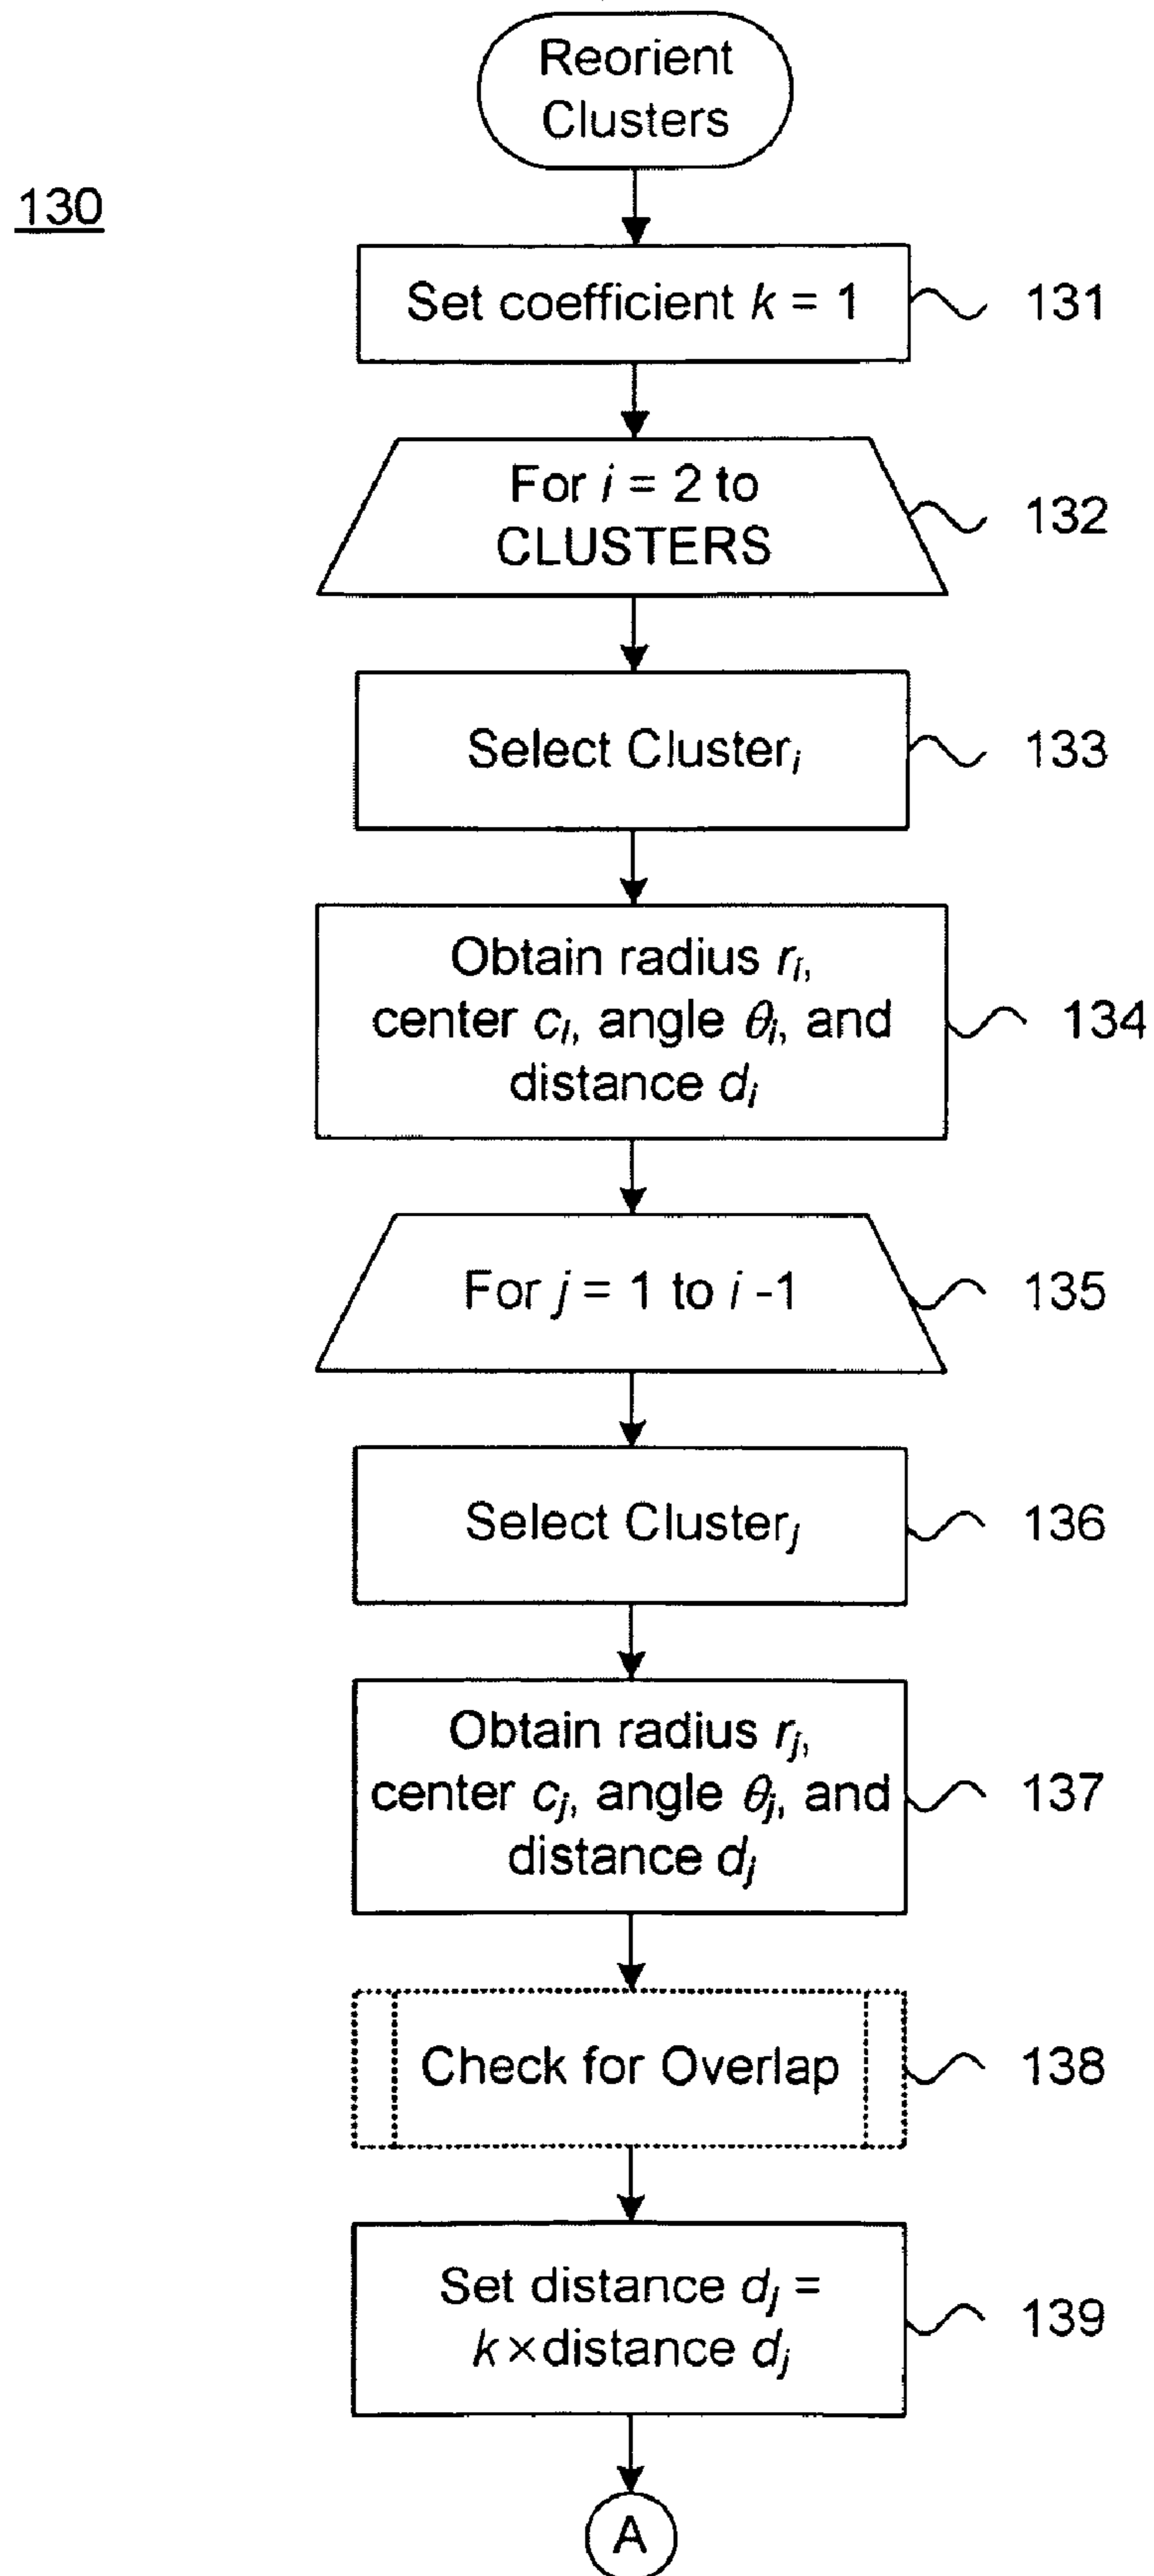 Reorient
Clusters
130
Set coefficient k = 1
131
For i = 2 to
CLUSTERS
132
Select Clusterᵢ
133
Obtain radius rᵢ,
center cᵢ, angle θᵢ, and
distance dᵢ
134
For j = 1 to i -1
135
Select Clusterⱼ
136
Obtain radius rⱼ,
center cⱼ, angle θⱼ, and
distance dⱼ
137
Check for Overlap
138
Set distance dⱼ =
k×distance dⱼ
139
A